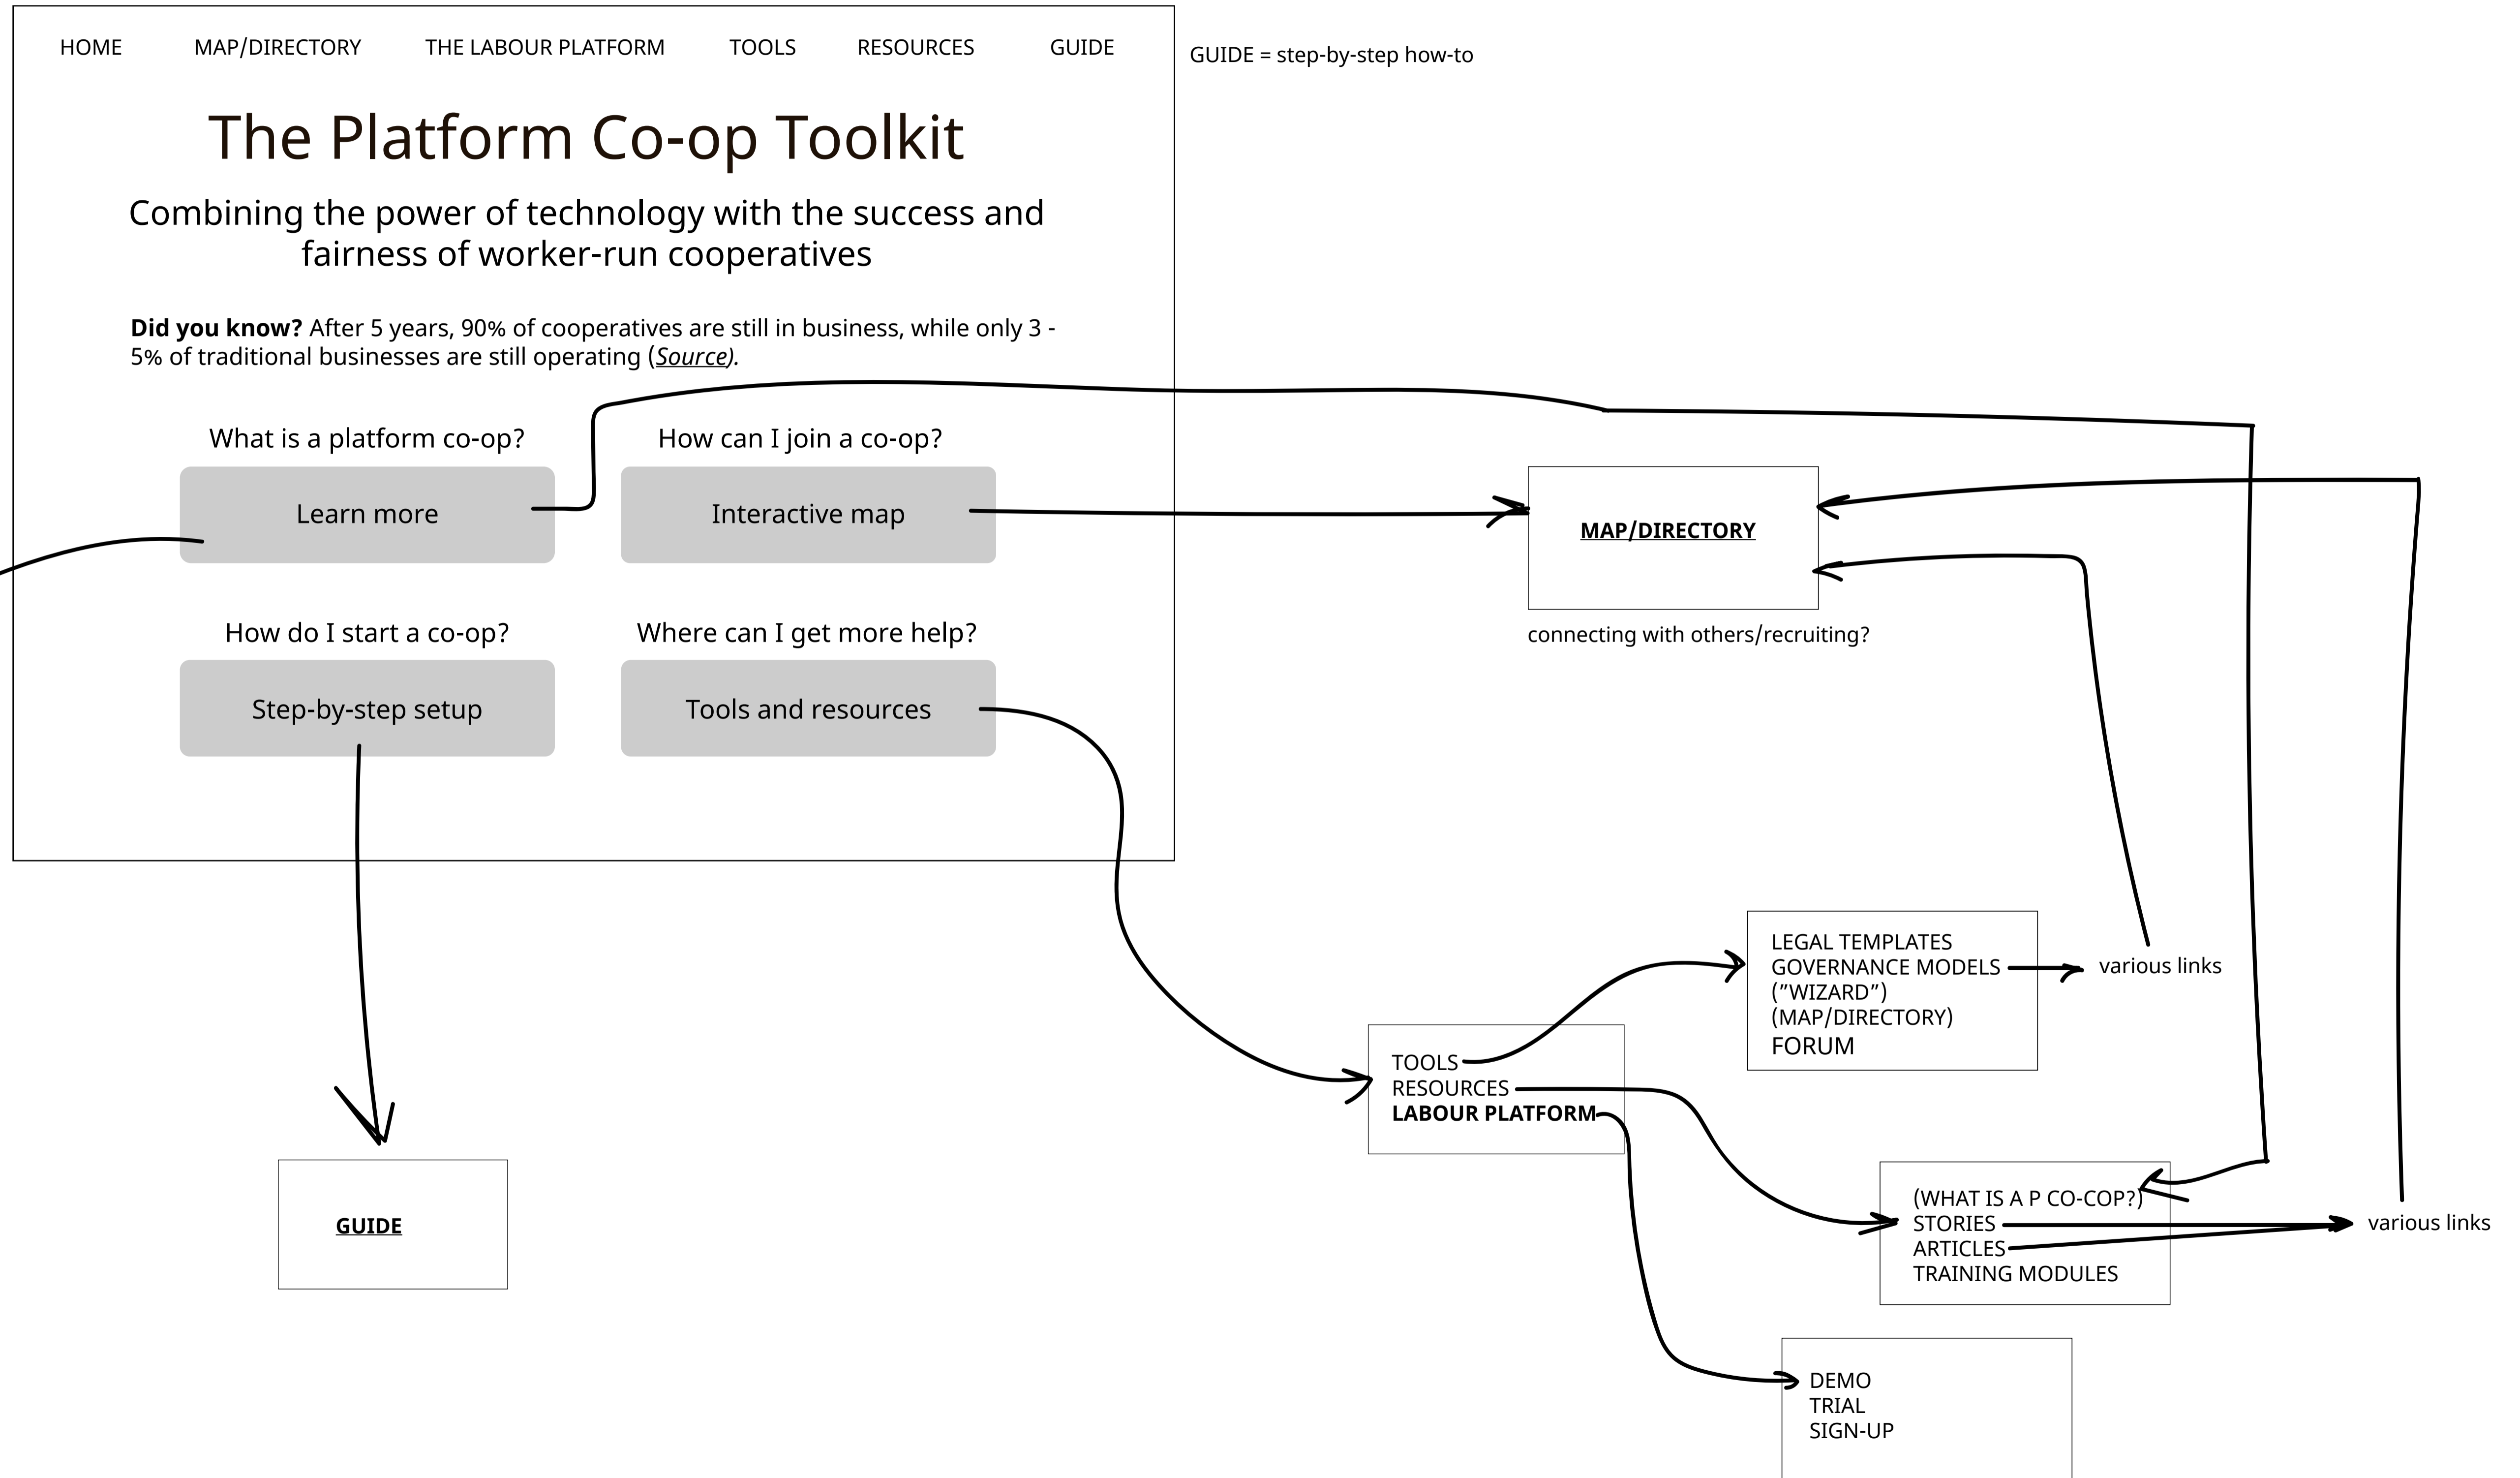 HOME MAP/DIRECTORY THE LABOUR PLATFORM TOOLS RESOURCES GUIDE
GUIDE = step-by-step how-to
The Platform Co-op Toolkit
Combining the power of technology with the success and
fairness of worker-run cooperatives
Did you know? After 5 years, 90% of cooperatives are still in business, while only 3 -
5% of traditional businesses are still operating (Source).
What is a platform co-op?
Learn more
How can I join a co-op?
Interactive map
How do I start a co-op?
Step-by-step setup
Where can I get more help?
Tools and resources
MAP/DIRECTORY
connecting with others/recruiting?
LEGAL TEMPLATES
GOVERNANCE MODELS
(”WIZARD”)
(MAP/DIRECTORY)
FORUM
various links
TOOLS
RESOURCES
LABOUR PLATFORM
GUIDE
(WHAT IS A P CO-COP?)
STORIES
ARTICLES
TRAINING MODULES
various links
DEMO
TRIAL
SIGN-UP